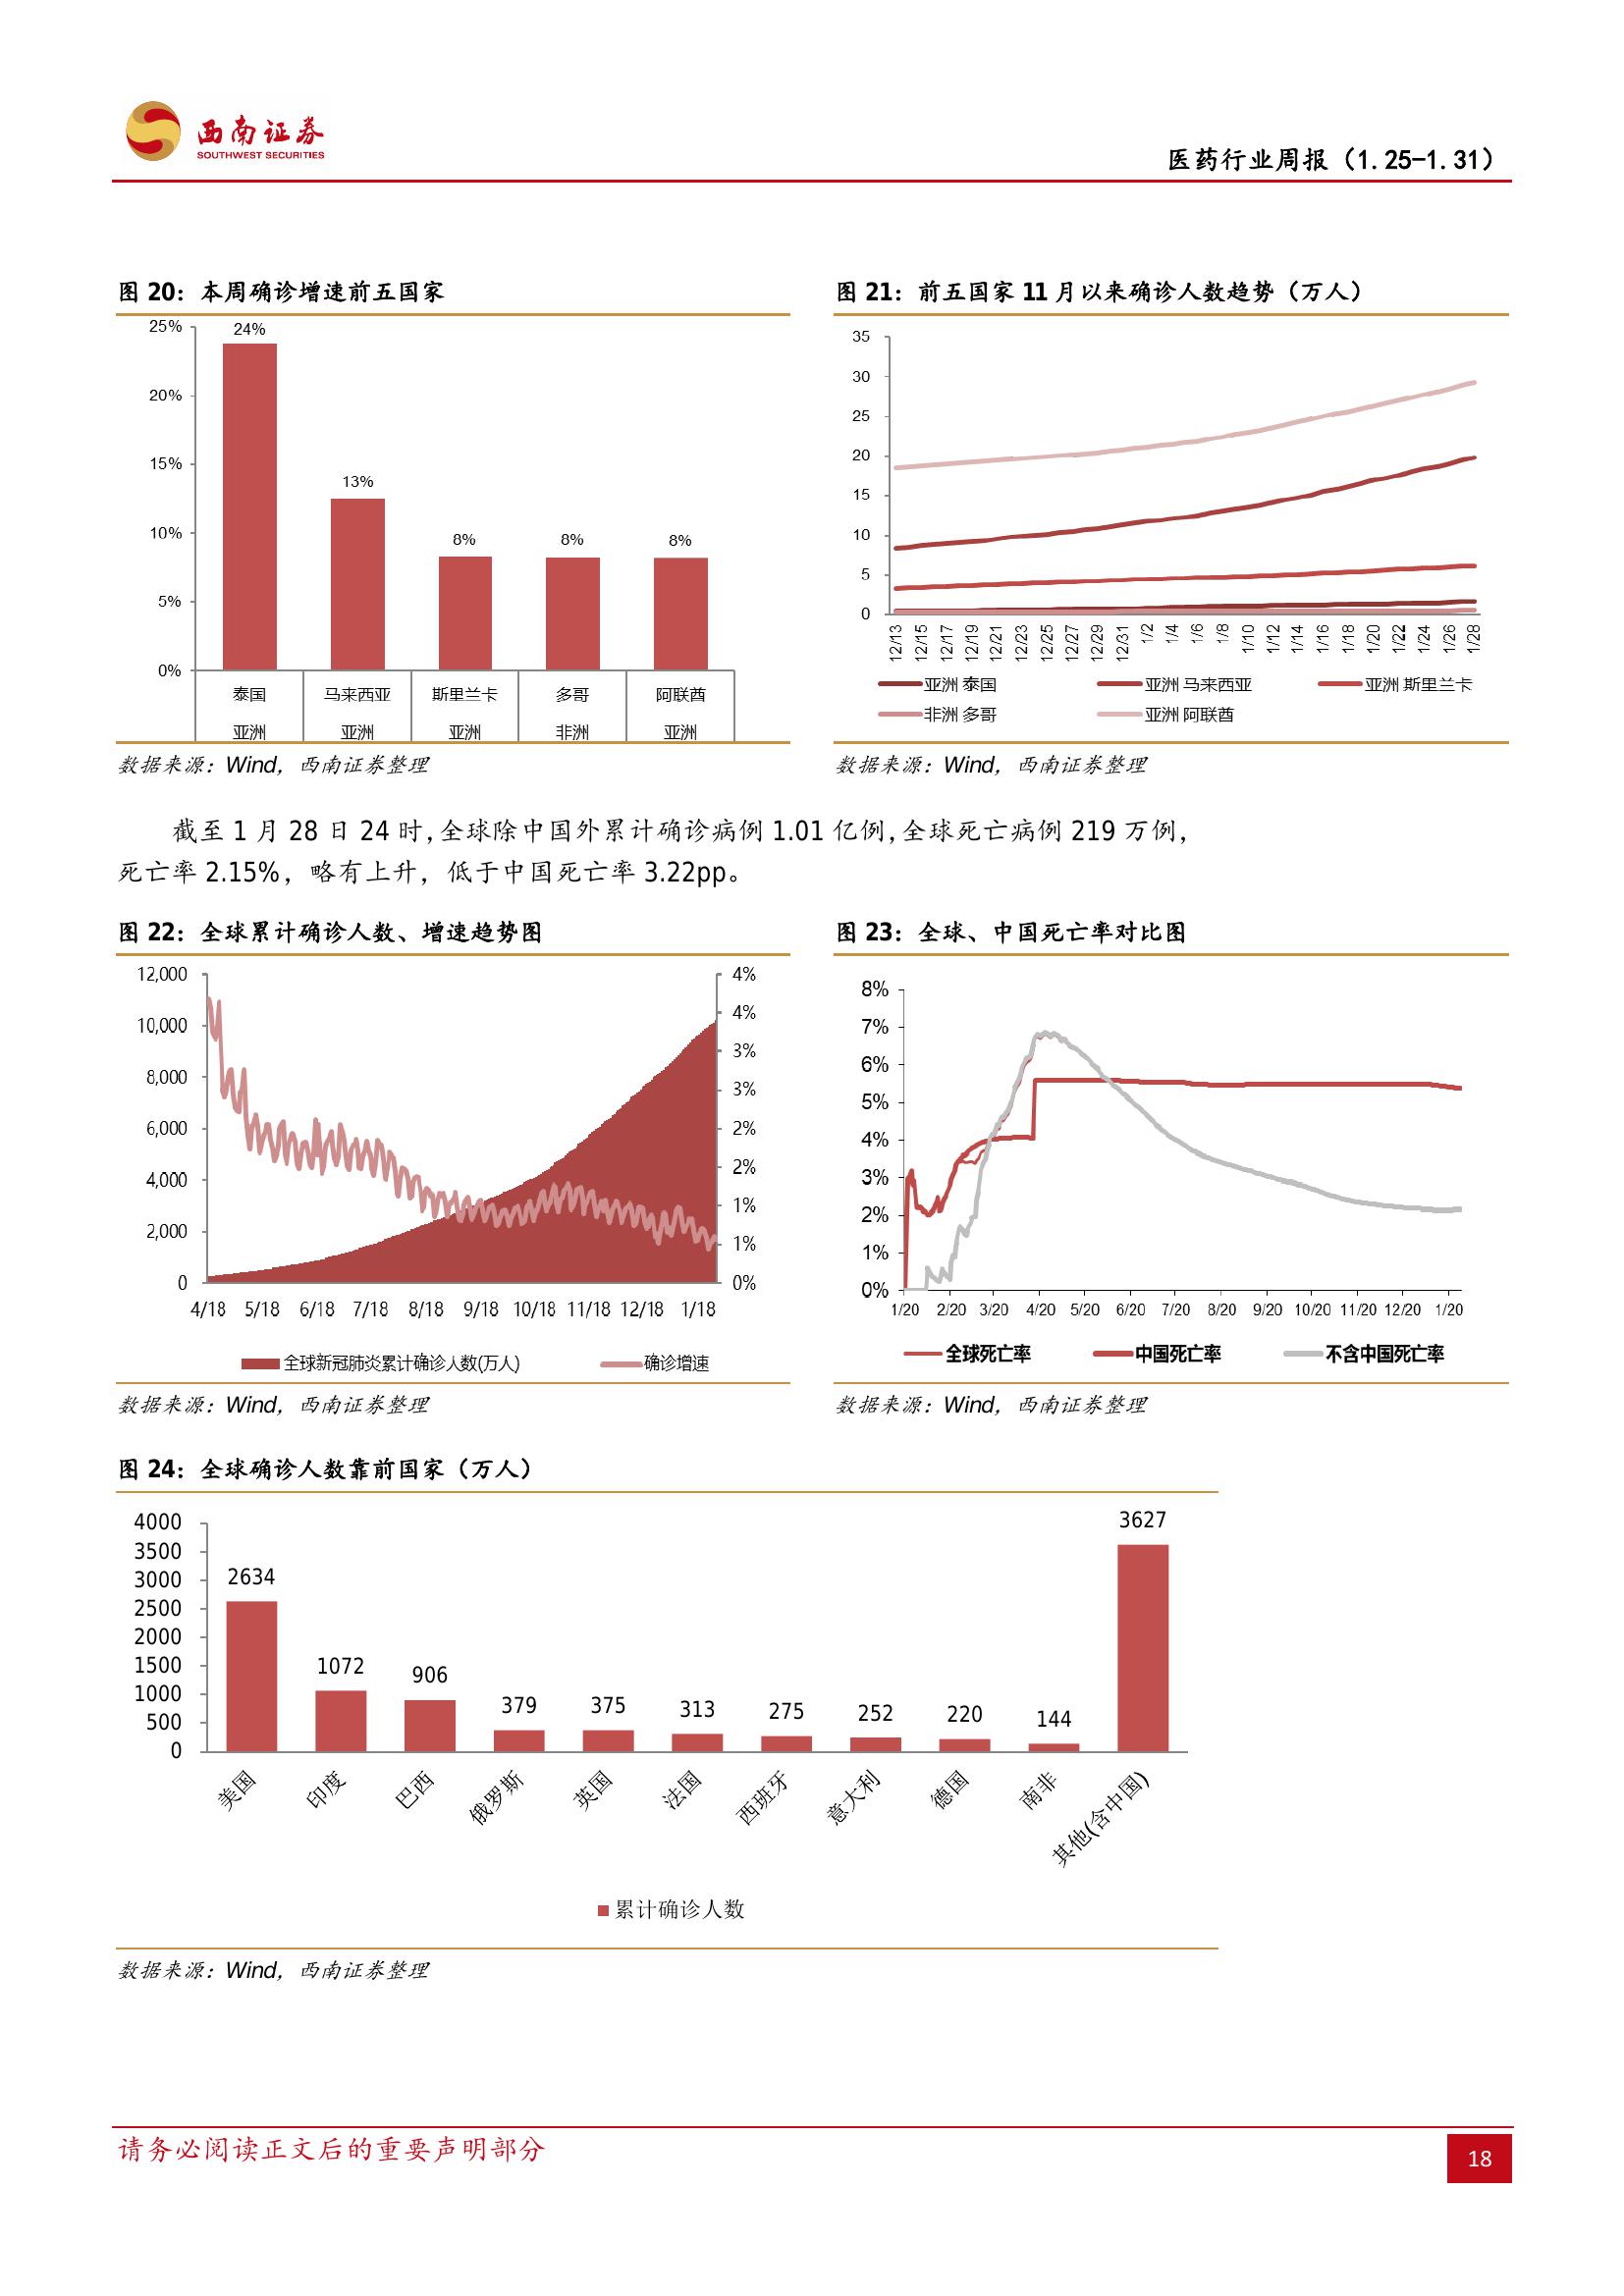 西南证券
SOUTHWEST SECURITIES
医药行业周报（1.25-1.31）
图 20：本周确诊增速前五国家
25%
20%
15%
10%
5%
0%
24%
13%
8%
8%
8%
泰国 马来西亚 斯里兰卡 多哥 阿联酋
亚洲 亚洲 亚洲 非洲 亚洲
数据来源：Wind，西南证券整理
图 21：前五国家 11 月以来确诊人数趋势（万人）
35
30
25
20
15
10
5
0
12/13 12/15 12/17 12/19 12/21 12/23 12/25 12/27 12/29 12/31 1/2 1/4 1/6 1/8 1/10 1/12 1/14 1/16 1/18 1/20 1/22 1/24 1/26 1/28
亚洲 泰国 亚洲 马来西亚 亚洲 斯里兰卡
非洲 多哥 亚洲 阿联酋
数据来源：Wind，西南证券整理
截至 1 月 28 日 24 时，全球除中国外累计确诊病例 1.01 亿例，全球死亡病例 219 万例，
死亡率 2.15%，略有上升，低于中国死亡率 3.22pp。
图 22：全球累计确诊人数、增速趋势图
12,000
10,000
8,000
6,000
4,000
2,000
0
4%
4%
3%
3%
2%
2%
1%
1%
0%
4/18 5/18 6/18 7/18 8/18 9/18 10/18 11/18 12/18 1/18
全球新冠肺炎累计确诊人数(万人) 确诊增速
数据来源：Wind，西南证券整理
图 23：全球、中国死亡率对比图
8%
7%
6%
5%
4%
3%
2%
1%
0%
1/20 2/20 3/20 4/20 5/20 6/20 7/20 8/20 9/20 10/20 11/20 12/20 1/20
全球死亡率 中国死亡率 不含中国死亡率
数据来源：Wind，西南证券整理
图 24：全球确诊人数靠前国家（万人）
4000
3500
3000
2500
2000
1500
1000
500
0
2634
1072
906
379
375
313
275
252
220
144
3627
美国 印度 巴西 俄罗斯 英国 法国 西班牙 意大利 德国 南非 其他(含中国)
累计确诊人数
数据来源：Wind，西南证券整理
请务必阅读正文后的重要声明部分
18